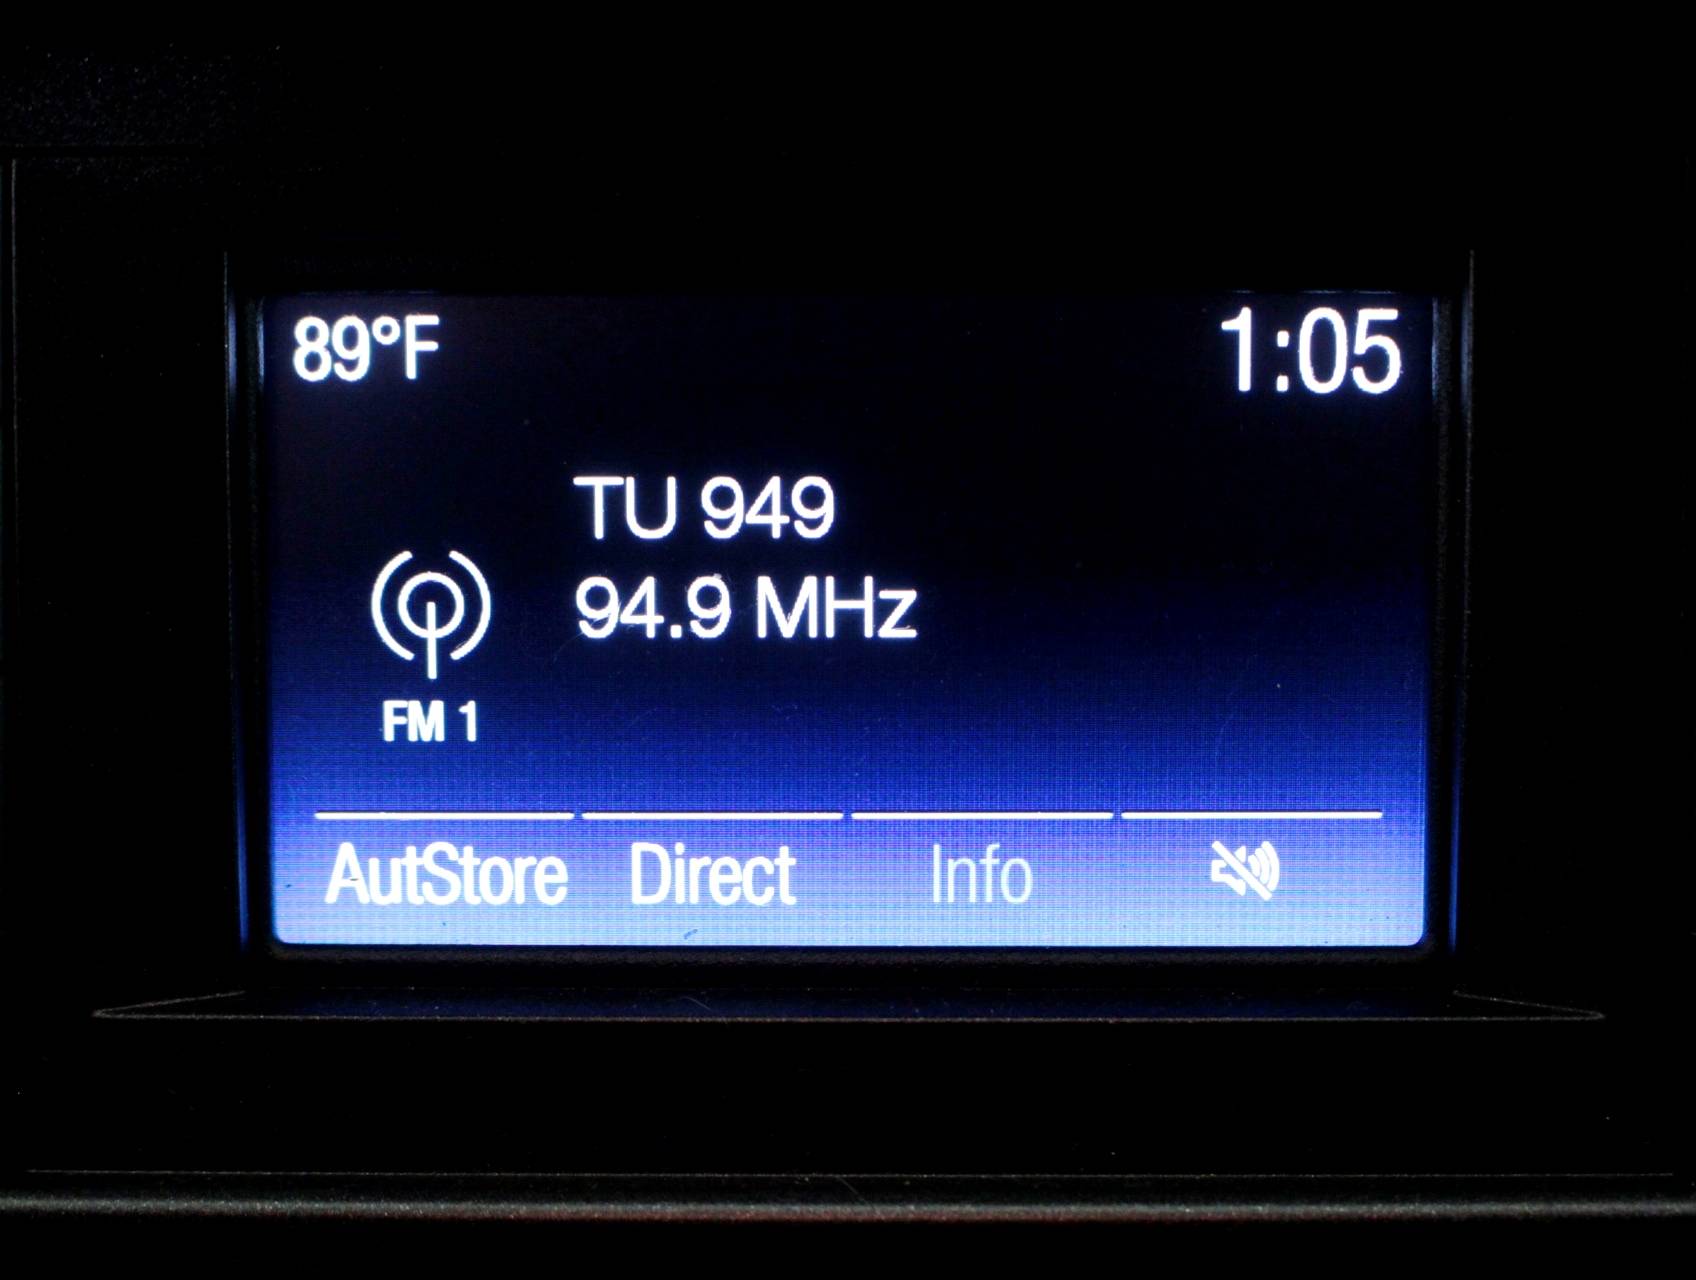 89°F 1:05
TU 949
94.9 MHz
FM 1
AutStore Direct Info